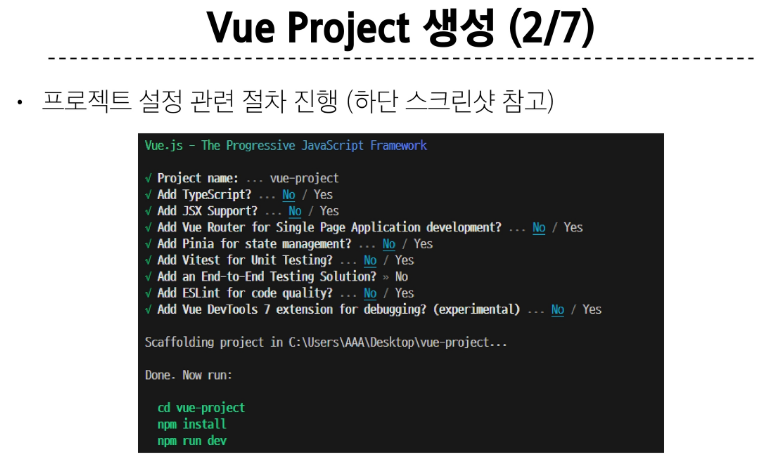 Vue Project 생성 (2/7)
• 프로젝트 설정 관련 절차 진행 (하단 스크린샷 참고)
Vue.js - The Progressive JavaScript Framework
√ Project name: ... vue-project
√ Add TypeScript? ... No / Yes
√ Add JSX Support? ... No / Yes
√ Add Vue Router for Single Page Application development? ... No / Yes
√ Add Pinia for state management? ... No / Yes
√ Add Vitest for Unit Testing? ... No / Yes
√ Add an End-to-End Testing Solution? » No
√ Add ESLint for code quality? ... No / Yes
√ Add Vue DevTools 7 extension for debugging? (experimental) ... No / Yes
Scaffolding project in C:\Users\AAA\Desktop\vue-project...
Done. Now run:
cd vue-project
npm install
npm run dev